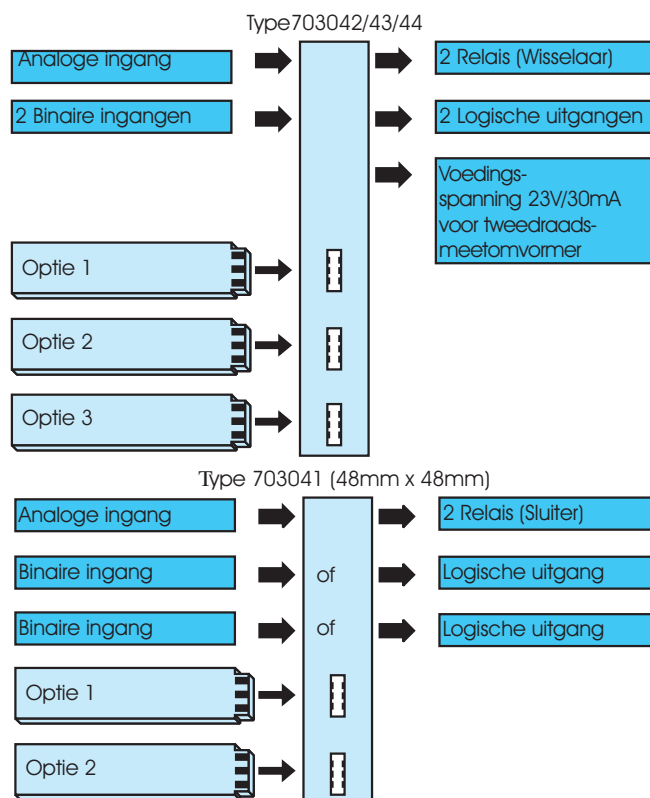 Type703042/43/44
Analoge ingang
2 Relais (Wisselaar)
2 Binaire ingangen
2 Logische uitgangen
Voedings-
spanning 23V/30mA
voor tweedraads-
meetomvormer
Optie 1
Optie 2
Optie 3
Type 703041 (48mm x 48mm)
Analoge ingang
2 Relais (Sluiter)
Binaire ingang
of
Logische uitgang
Binaire ingang
of
Logische uitgang
Optie 1
Optie 2